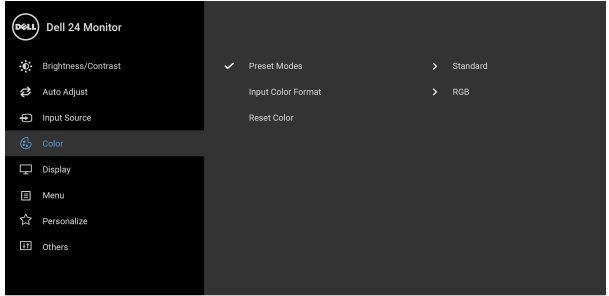 DELL Dell 24 Monitor
Brightness/Contrast
Auto Adjust
Input Source
Color
Display
Menu
Personalize
Others
Preset Modes Standard
Input Color Format RGB
Reset Color